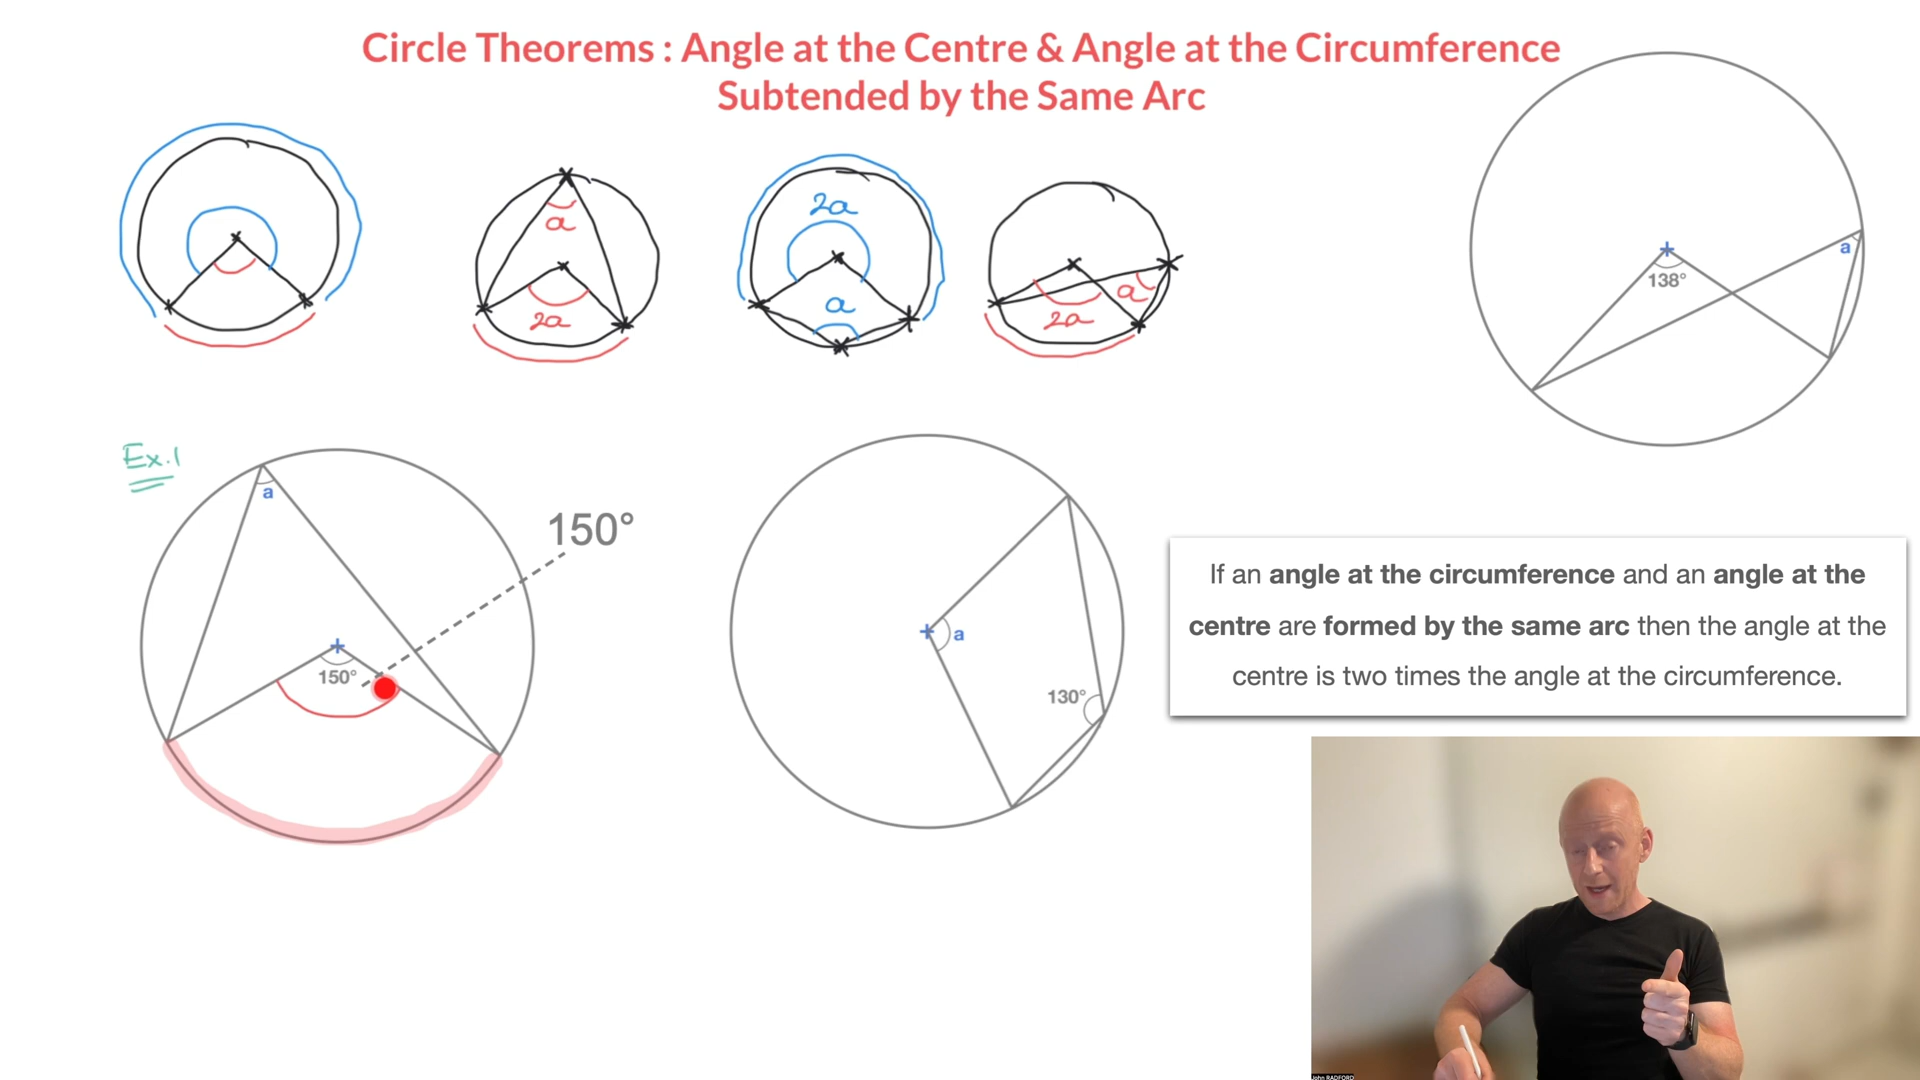 Circle Theorems : Angle at the Centre & Angle at the Circumference
Subtended by the Same Arc
a
2a
2a
a
2a
a
138°
a
Ex.1
a
150°
150°
a
130°
If an angle at the circumference and an angle at the
centre are formed by the same arc then the angle at the
centre is two times the angle at the circumference.
John RADFORD